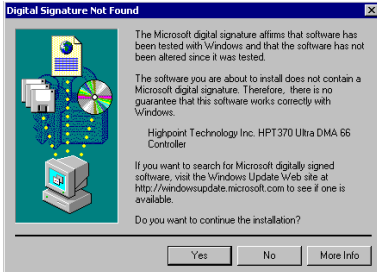 Digital Signature Not Found
The Microsoft digital signature affirms that software has
been tested with Windows and that the software has not
been altered since it was tested.
The software you are about to install does not contain a
Microsoft digital signature. Therefore, there is no
guarantee that this software works correctly with
Windows.
Highpoint Technology Inc. HPT370 Ultra DMA 66
Controller
If you want to search for Microsoft digitally signed
software, visit the Windows Update Web site at
http://windowsupdate.microsoft.com to see if one is
available.
Do you want to continue the installation?
Yes No More Info